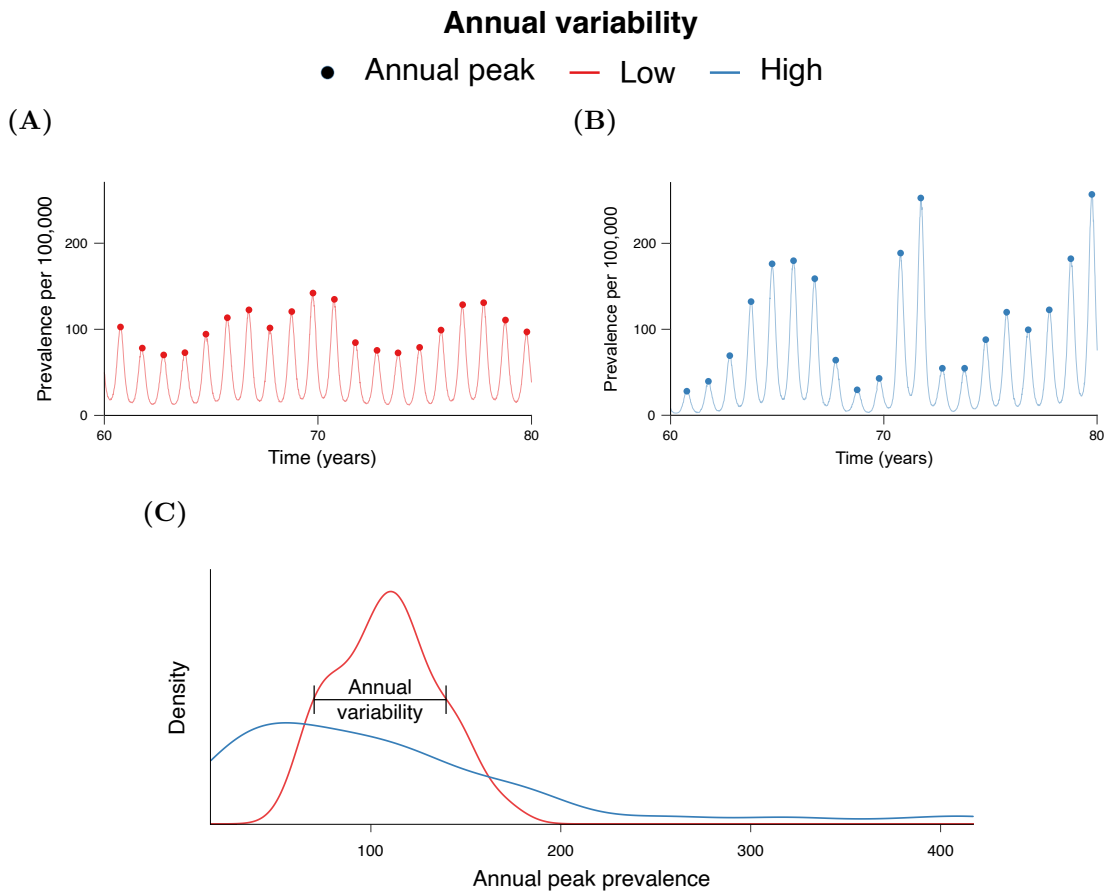 Annual variability
Annual peak Low High
(A)
(B)
Prevalence per 100,000
200
100
0
60 70 80
Time (years)
Prevalence per 100,000
200
100
0
60 70 80
Time (years)
(C)
Density
Annual
variability
100 200 300 400
Annual peak prevalence